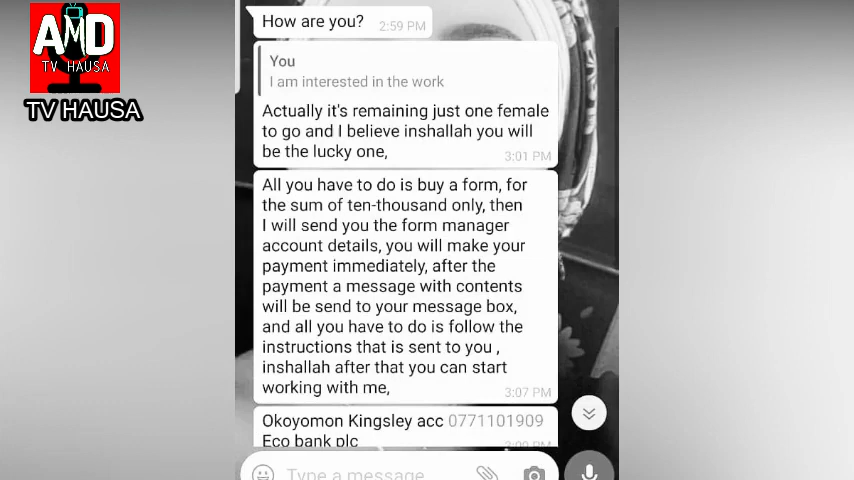 AMD
TV HAUSA
TV HAUSA
How are you?
2:59 PM
You
I am interested in the work
Actually it's remaining just one female
to go and I believe inshallah you will
be the lucky one,
3:01 PM
All you have to do is buy a form, for
the sum of ten-thousand only, then
I will send you the form manager
account details, you will make your
payment immediately, after the
payment a message with contents
will be send to your message box,
and all you have to do is follow the
instructions that is sent to you ,
inshallah after that you can start
working with me,
3:07 PM
Okoyomon Kingsley acc 0771101909
Eco bank plc
3:09 PM
Type a message